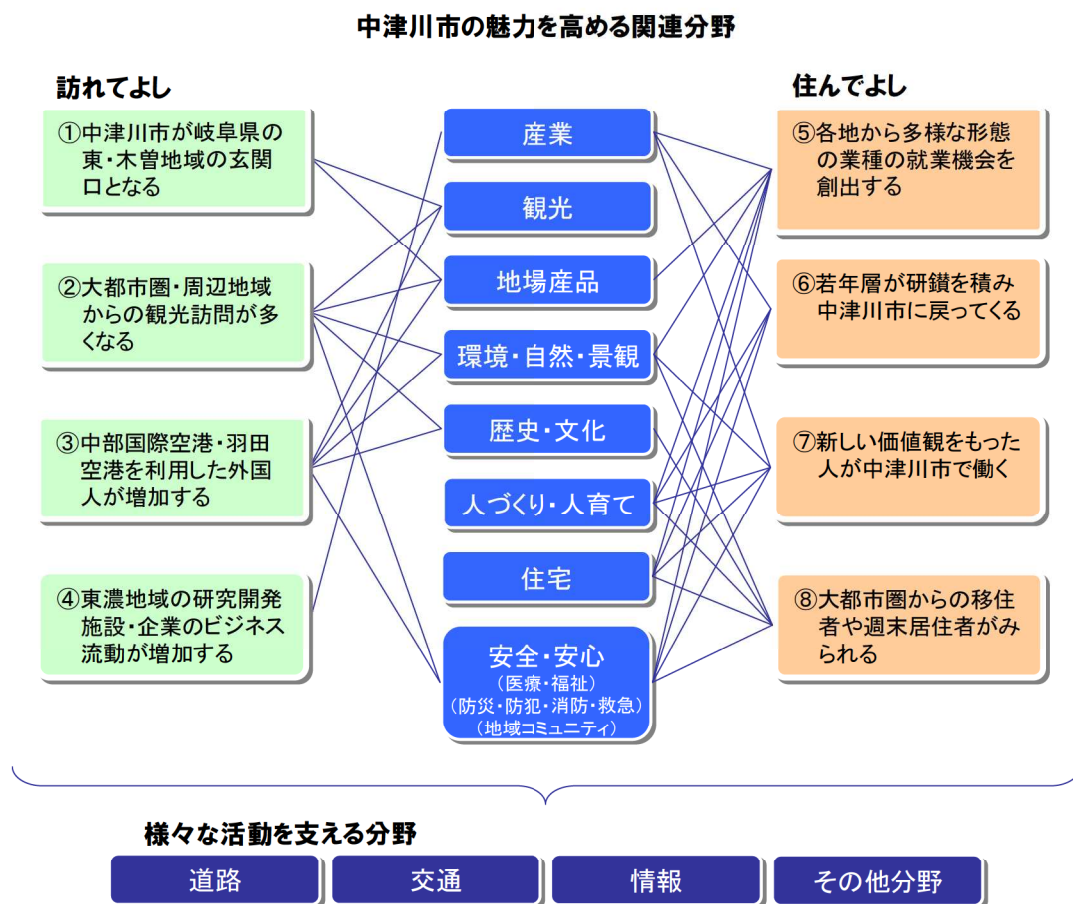 中津川市の魅力を高める関連分野
訪れてよし
①中津川市が岐阜県の
東・木曽地域の玄関
口となる
②大都市圏・周辺地域
からの観光訪問が多
くなる
③中部国際空港・羽田
空港を利用した外国
人が増加する
④東濃地域の研究開発
施設・企業のビジネス
流動が増加する
産業
観光
地場産品
環境・自然・景観
歴史・文化
人づくり・人育て
住宅
安全・安心
(医療・福祉)
(防災・防犯・消防・救急)
(地域コミュニティ)
住んでよし
⑤各地から多様な形態
の業種の就業機会を
創出する
⑥若年層が研鑚を積み
中津川市に戻ってくる
⑦新しい価値観をもった
人が中津川市で働く
⑧大都市圏からの移住
者や週末居住者がみ
られる
様々な活動を支える分野
道路
交通
情報
その他分野